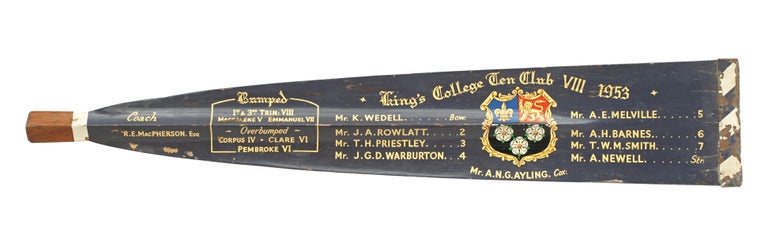 King's College Ten Club VIII 1953
Coach
R.E. MacPHERSON. Esq
Bumped
1st & 3rd TRIN: VIII
MAGDALENE V EMMANUEL VII
Overbumped
CORPUS IV - CLARE VI
PEMBROKE VI
Mr. K. WEDELL. Bow.
Mr. J. A. ROWLATT. . . . . 2
Mr. T. H. PRIESTLEY. . . . . 3
Mr. J. G. D. WARBURTON. . 4
Mr. A.N.G. AYLING. Cox.
Mr. A. E. MELVILLE. . . . . 5
Mr. A.H. BARNES. . . . . . 6
Mr. T.W.M. SMITH. . . . . 7
Mr. A. NEWELL. . . . . Str.